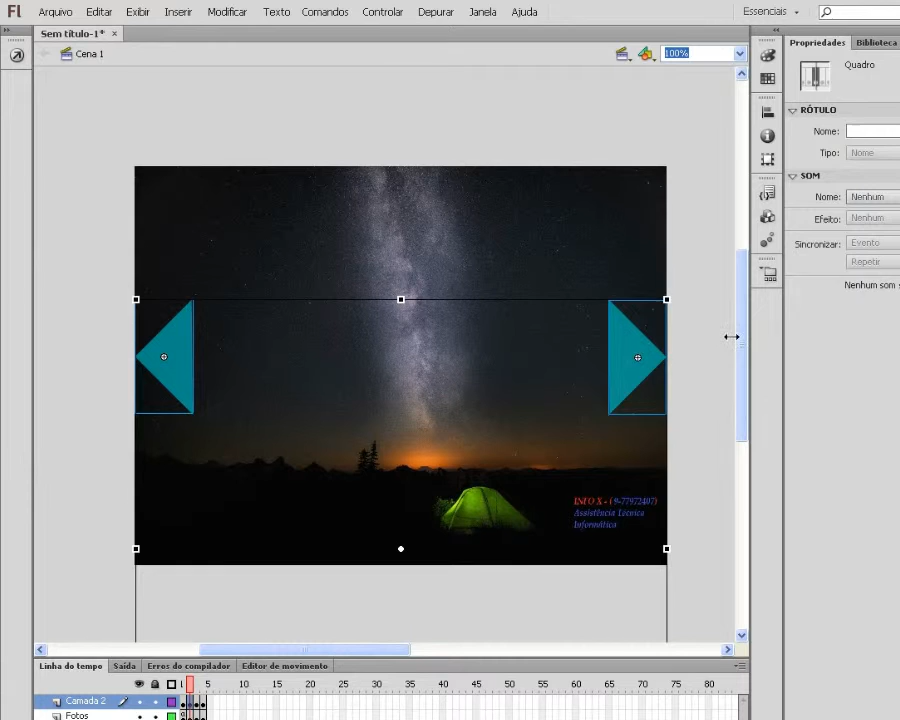 Fl Arquivo Editar Exibir Inserir Modificar Texto Comandos Controlar Depurar Janela Ajuda Essenciais
Sem título-1* ×
Cena 1 100%
Propriedades Biblioteca
Quadro
RÓTULO
Nome:
Tipo: Nome
SOM
Nome: Nenhum
Efeito: Nenhum
Sincronizar: Evento
Repetir
Nenhum som s
INFO X - ( 9-77972407)
Assistência Técnica
Informática
Linha do tempo Saída Erros do compilador Editor de movimento
1 5 10 15 20 25 30 35 40 45 50 55 60 65 70 75 80
Camada 2
Fotos